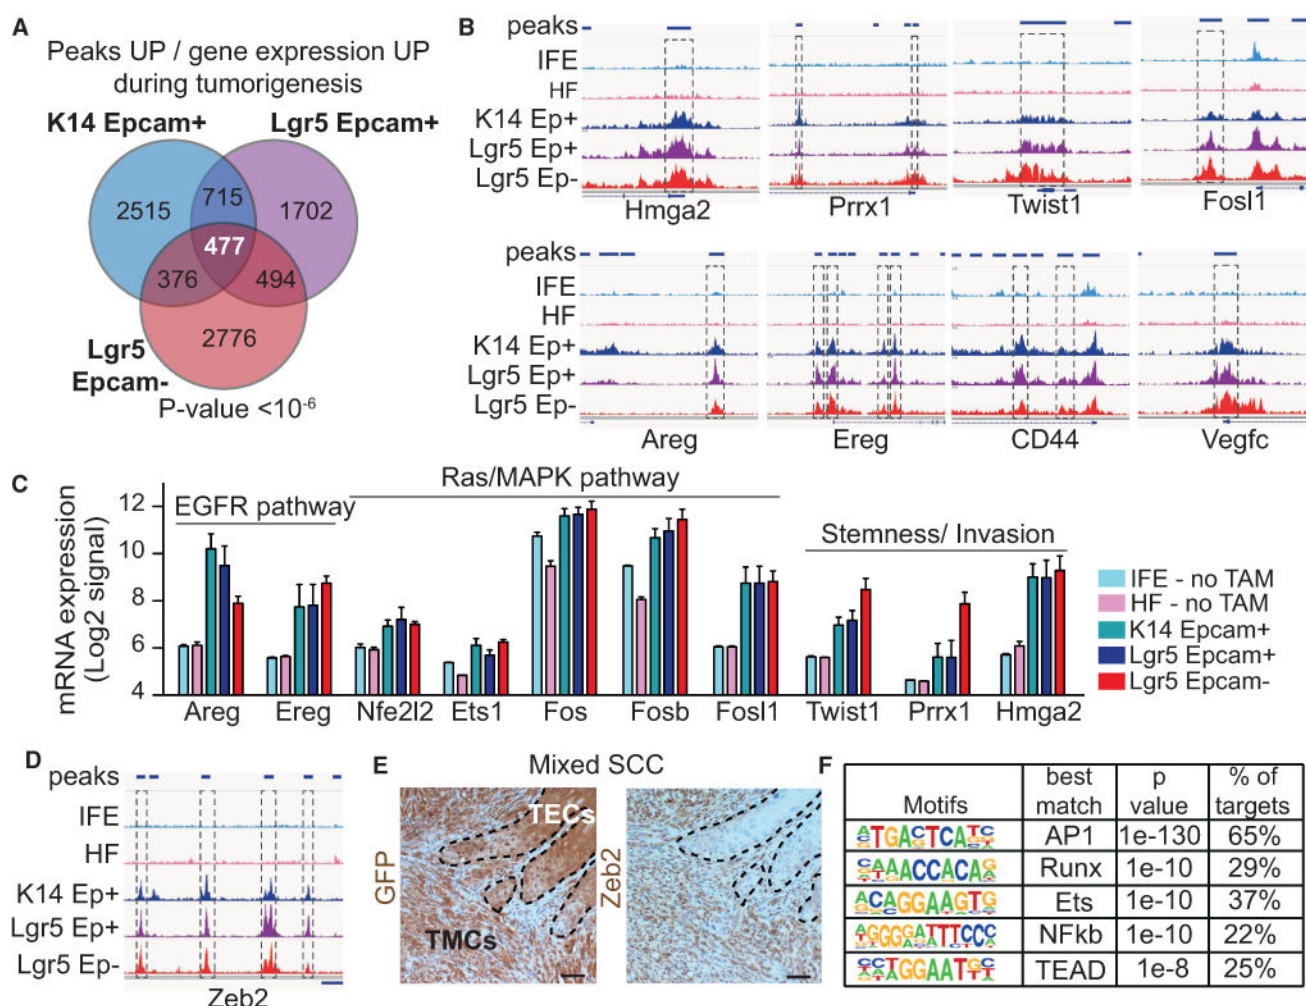 A
Peaks UP / gene expression UP
during tumorigenesis
K14 Epcam+
Lgr5 Epcam+
2515
715
1702
477
376
494
2776
Lgr5
Epcam-
P-value <10⁻⁶
B
peaks
IFE
HF
K14 Ep+
Lgr5 Ep+
Lgr5 Ep-
Hmga2
Prrx1
Twist1
Fosl1
peaks
IFE
HF
K14 Ep+
Lgr5 Ep+
Lgr5 Ep-
Areg
Ereg
CD44
Vegfc
C
mRNA expression
(Log2 signal)
12
10
8
6
4
EGFR pathway
Ras/MAPK pathway
Stemness/ Invasion
Areg
Ereg
Nfe2l2
Ets1
Fos
Fosb
Fosl1
Twist1
Prrx1
Hmga2
IFE - no TAM
HF - no TAM
K14 Epcam+
Lgr5 Epcam+
Lgr5 Epcam-
D
peaks
IFE
HF
K14 Ep+
Lgr5 Ep+
Lgr5 Ep-
Zeb2
E
Mixed SCC
GFP
TECs
TMCs
Zeb2
F
Motifs best match p value % of targets
TGACTCA AP1 1e-130 65%
AACCACA Runx 1e-10 29%
ACAGGAAGTG Ets 1e-10 37%
GGGGATTTCCC NFkb 1e-10 22%
TGGAAT TEAD 1e-8 25%